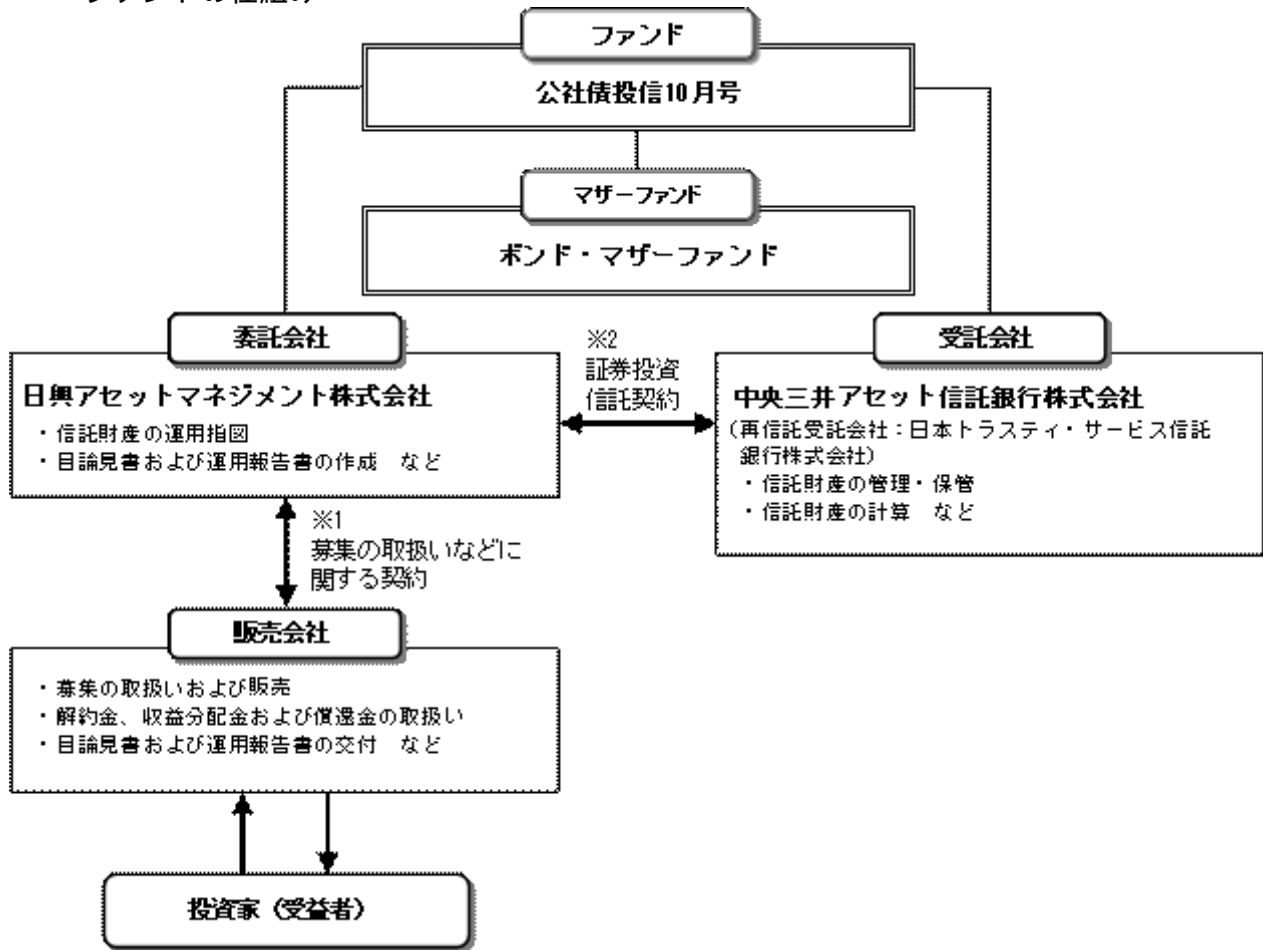 ファンドの仕組み
ファンド
公社債投信10月号
マザーファンド
ボンド・マザーファンド
委託会社
日興アセットマネジメント株式会社
・信託財産の運用指図
・目論見書および運用報告書の作成 など
※2
証券投資
信託契約
受託会社
中央三井アセット信託銀行株式会社
(再信託受託会社:日本トラスティ・サービス信託
銀行株式会社)
・信託財産の管理・保管
・信託財産の計算 など
※1
募集の取扱いなどに
関する契約
販売会社
・募集の取扱いおよび販売
・解約金、収益分配金および償還金の取扱い
・目論見書および運用報告書の交付 など
投資家(受益者)